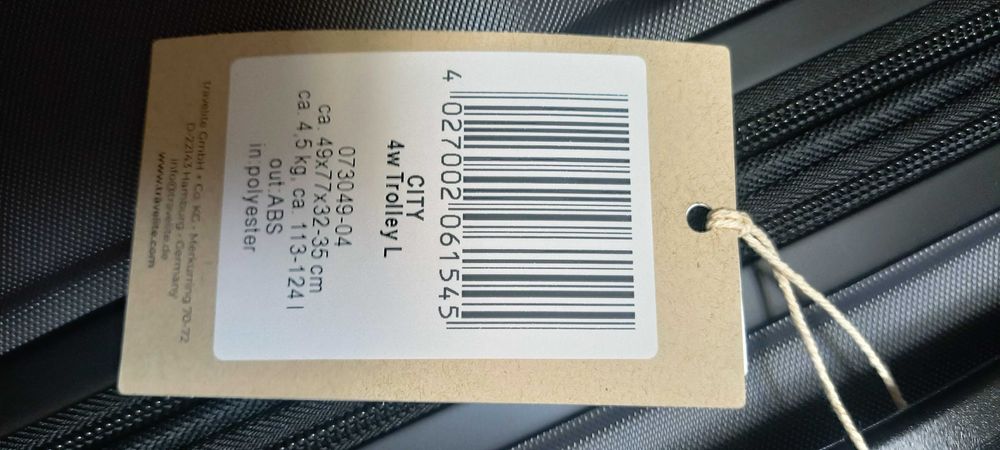 4 027002 061545
CITY
4w Trolley L
073049-04
ca. 49x77x32-35 cm
ca. 4,5 kg, ca. 113-124 l
out:ABS
in:polyester
travelite GmbH + Co. KG • Merkurring 70-72
D-22143 Hamburg • Germany
info@travelite.de
www.travelite.com